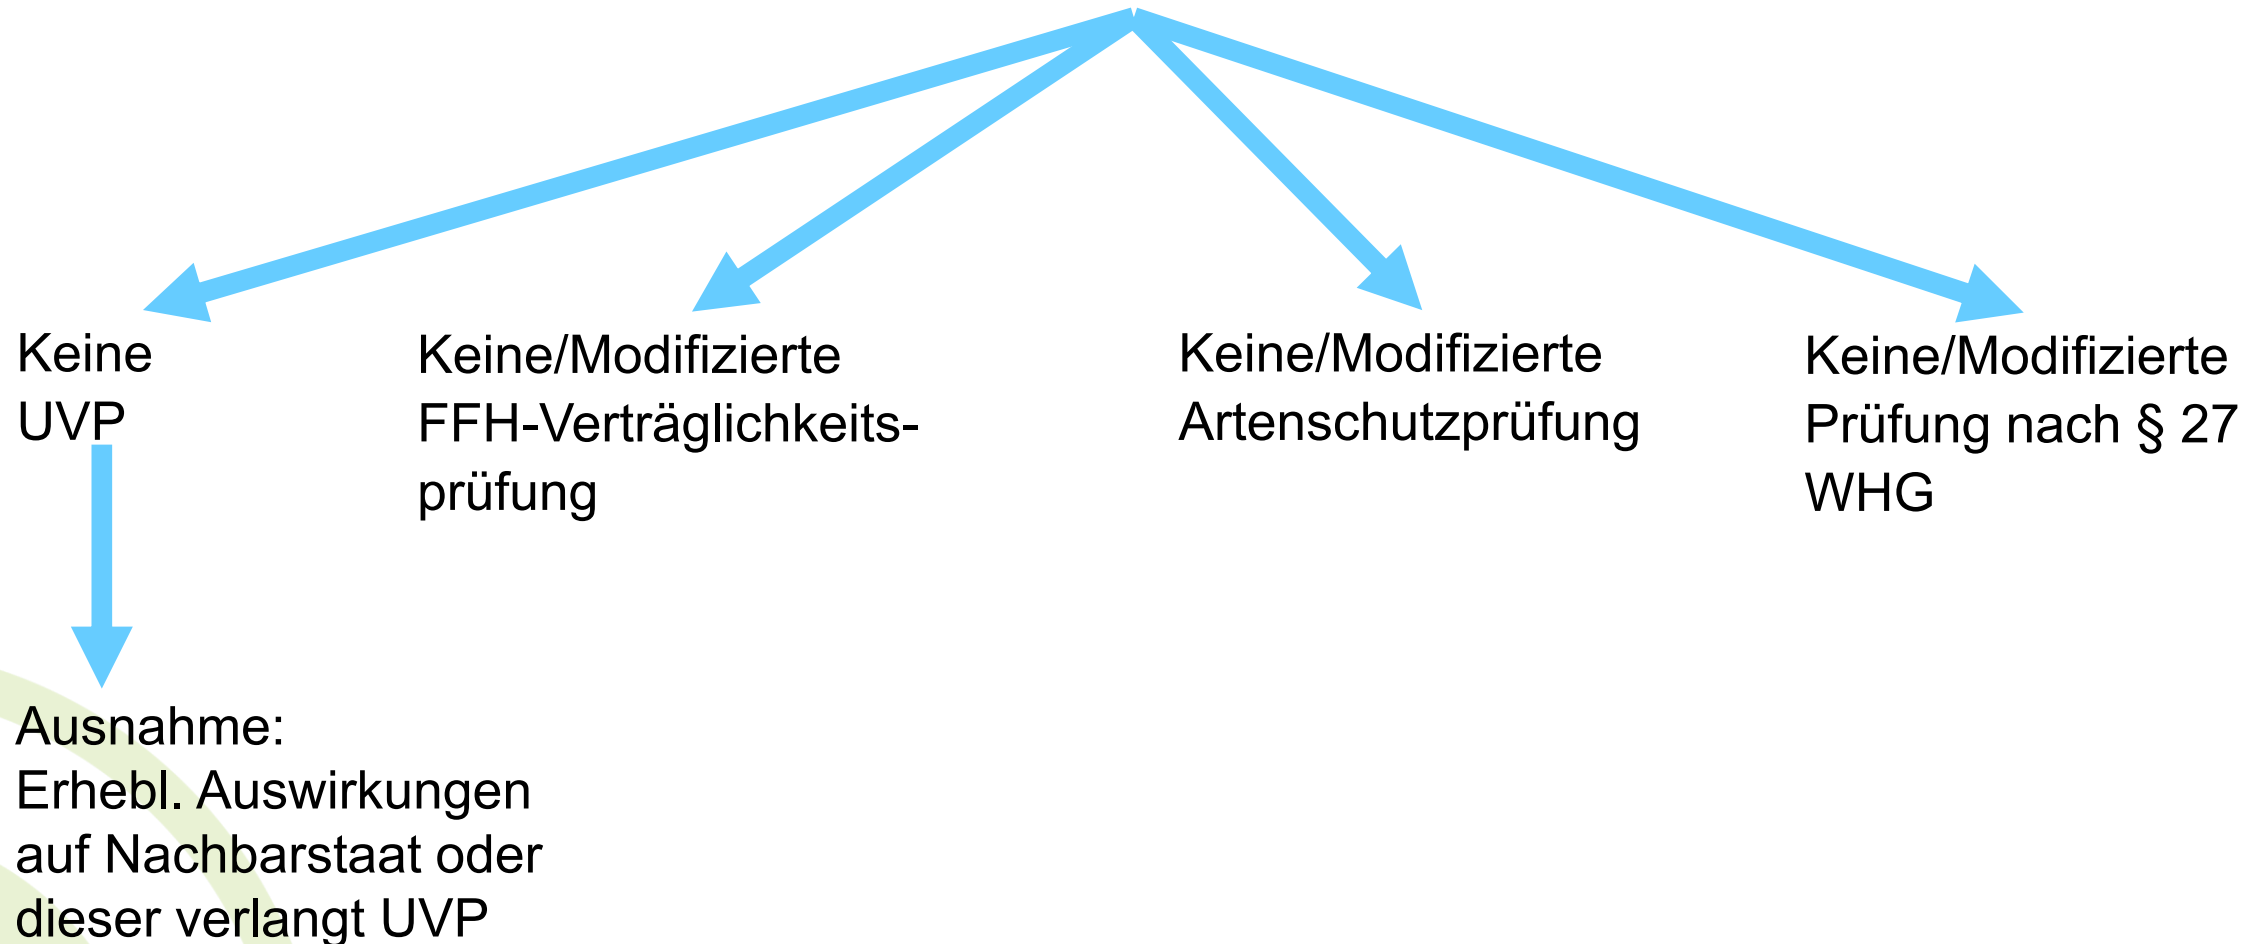 Keine
UVP
Keine/Modifizierte
FFH-Verträglichkeits-
prüfung
Keine/Modifizierte
Artenschutzprüfung
Keine/Modifizierte
Prüfung nach § 27
WHG
Ausnahme:
Erhebl. Auswirkungen
auf Nachbarstaat oder
dieser verlangt UVP